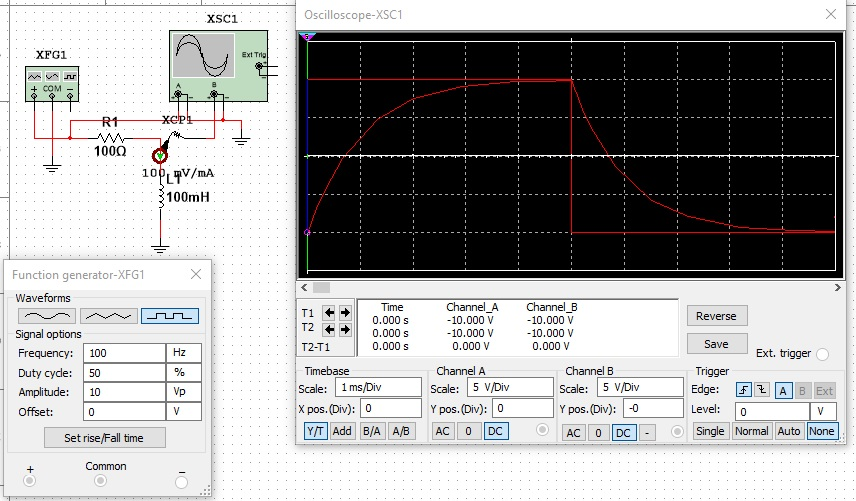 Oscilloscope-XSC1
XSC1
Ext Trig
A
B
XFG1
COM
R1
100Ω
XCP1
100 mV/mA
L1
100mH
Function generator-XFG1
Waveforms
Signal options
Frequency: 100 Hz
Duty cycle: 50 %
Amplitude: 10 Vp
Offset: 0 V
Set rise/Fall time
+ Common −
Time Channel_A Channel_B
T1 0.000 s -10.000 V -10.000 V
T2 0.000 s -10.000 V -10.000 V
T2-T1 0.000 s 0.000 V 0.000 V
Reverse
Save
Ext. trigger
Timebase
Scale: 1 ms/Div
X pos.(Div): 0
Y/T Add B/A A/B
Channel A
Scale: 5 V/Div
Y pos.(Div): 0
AC 0 DC
Channel B
Scale: 5 V/Div
Y pos.(Div): -0
AC 0 DC -
Trigger
Edge: A B Ext
Level: 0 V
Single Normal Auto None